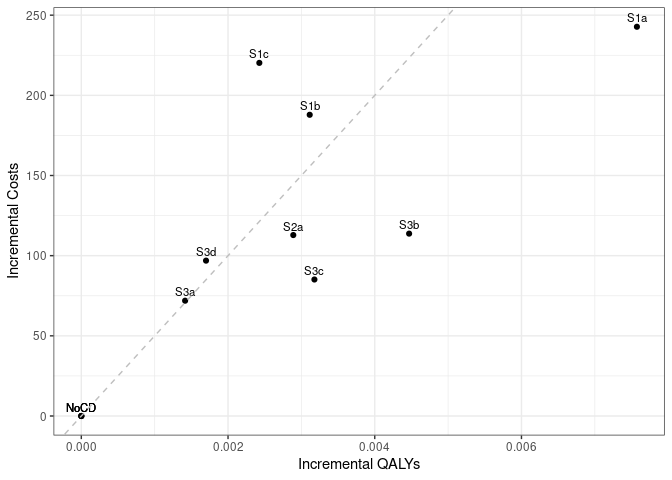 250
200
150
100
50
0
Incremental Costs
S1a
S1c
S1b
S2a
S3b
S3d
S3c
S3a
NoCD
0.000
0.002
0.004
0.006
Incremental QALYs